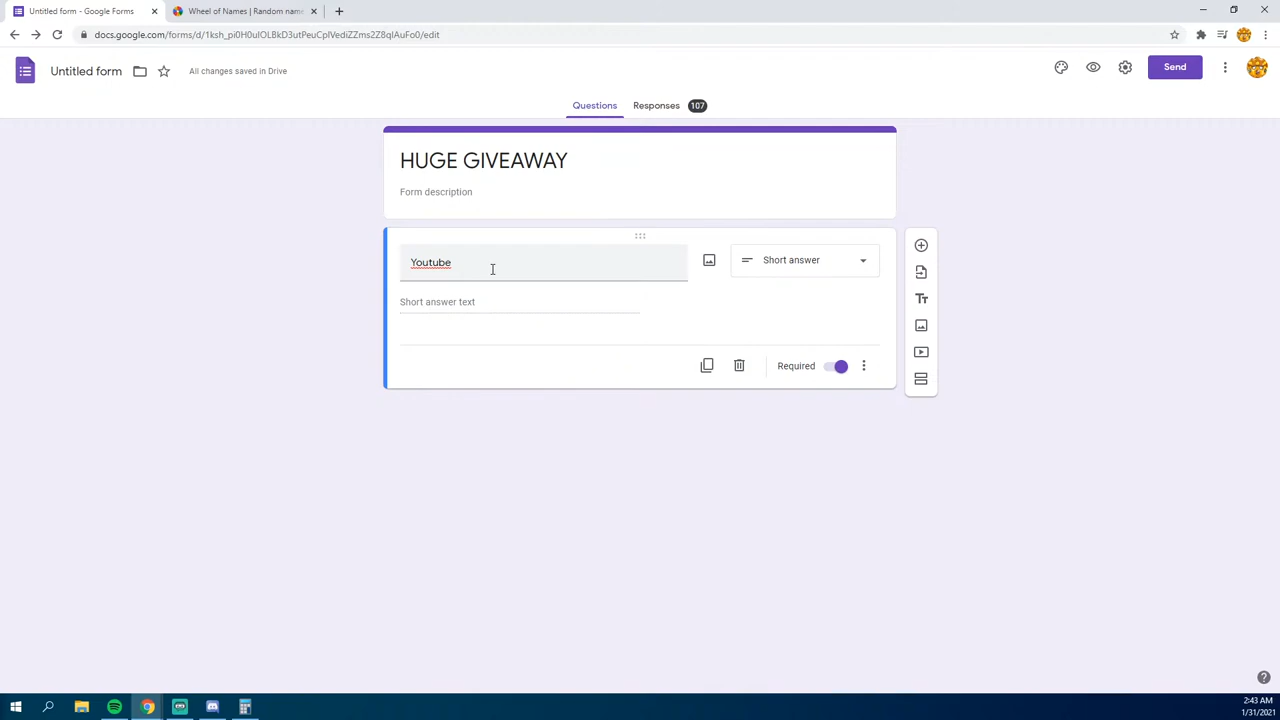 Untitled form - Google Forms
Wheel of Names | Random name
docs.google.com/forms/d/1ksh_pi0H0ulOLBkD3utPeuCplVediZZms2Z8qlAuFo0/edit
Untitled form
All changes saved in Drive
Send
Questions
Responses
107
HUGE GIVEAWAY
Form description
Youtube
Short answer
Short answer text
Required
2:43 AM
1/31/2021